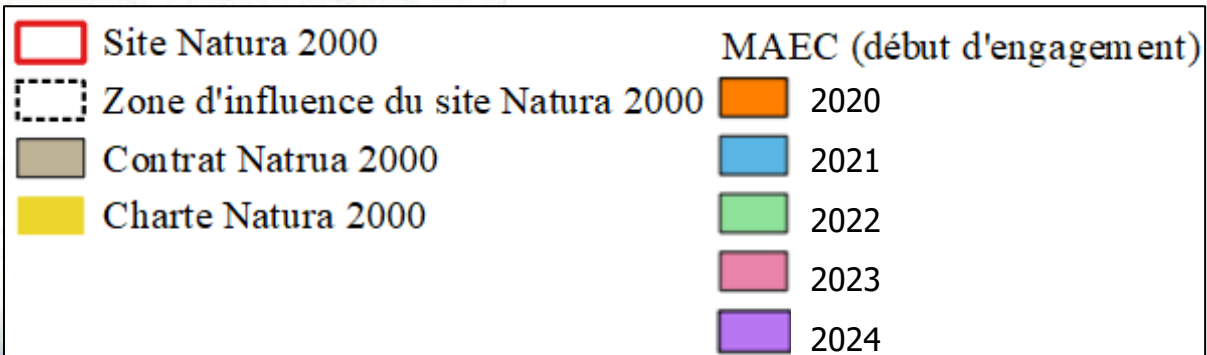 Site Natura 2000
Zone d'influence du site Natura 2000
Contrat Natrua 2000
Charte Natura 2000
MAEC (début d'engagement)
2020
2021
2022
2023
2024